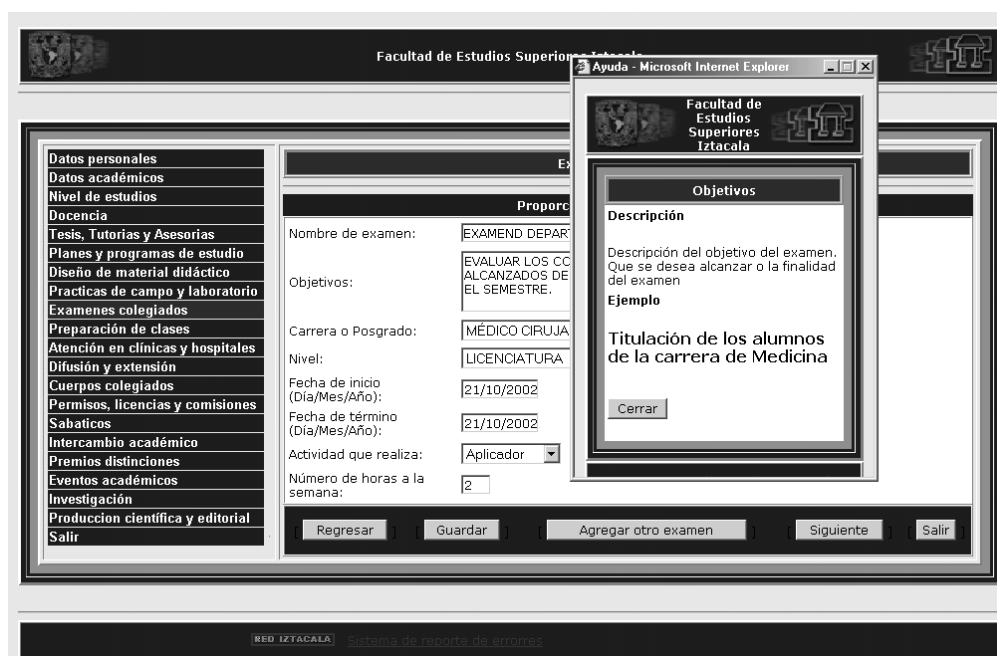 Facultad de Estudios Superiores Iztacala
Datos personales
Datos académicos
Nivel de estudios
Docencia
Tesis, Tutorias y Asesorias
Planes y programas de estudio
Diseño de material didáctico
Practicas de campo y laboratorio
Examenes colegiados
Preparación de clases
Atención en clínicas y hospitales
Difusión y extensión
Cuerpos colegiados
Permisos, licencias y comisiones
Sabaticos
Intercambio académico
Premios distinciones
Eventos académicos
Investigación
Produccion científica y editorial
Salir
Ex
Proporc
Nombre de examen:
EXAMEND DEPART
Objetivos:
EVALUAR LOS CO
ALCANZADOS DE
EL SEMESTRE.
Carrera o Posgrado:
MÉDICO CIRUJA
Nivel:
LICENCIATURA
Fecha de inicio
(Día/Mes/Año):
21/10/2002
Fecha de término
(Día/Mes/Año):
21/10/2002
Actividad que realiza:
Aplicador
Número de horas a la
semana:
2
[ Regresar ] [ Guardar ] [ Agregar otro examen ] [ Siguiente ] [ Salir ]
Ayuda - Microsoft Internet Explorer
Facultad de
Estudios
Superiores
Iztacala
Objetivos
Descripción
Descripción del objetivo del examen.
Que se desea alcanzar o la finalidad
del examen
Ejemplo
Titulación de los alumnos
de la carrera de Medicina
Cerrar
RED IZTACALA Sistema de reporte de errorres